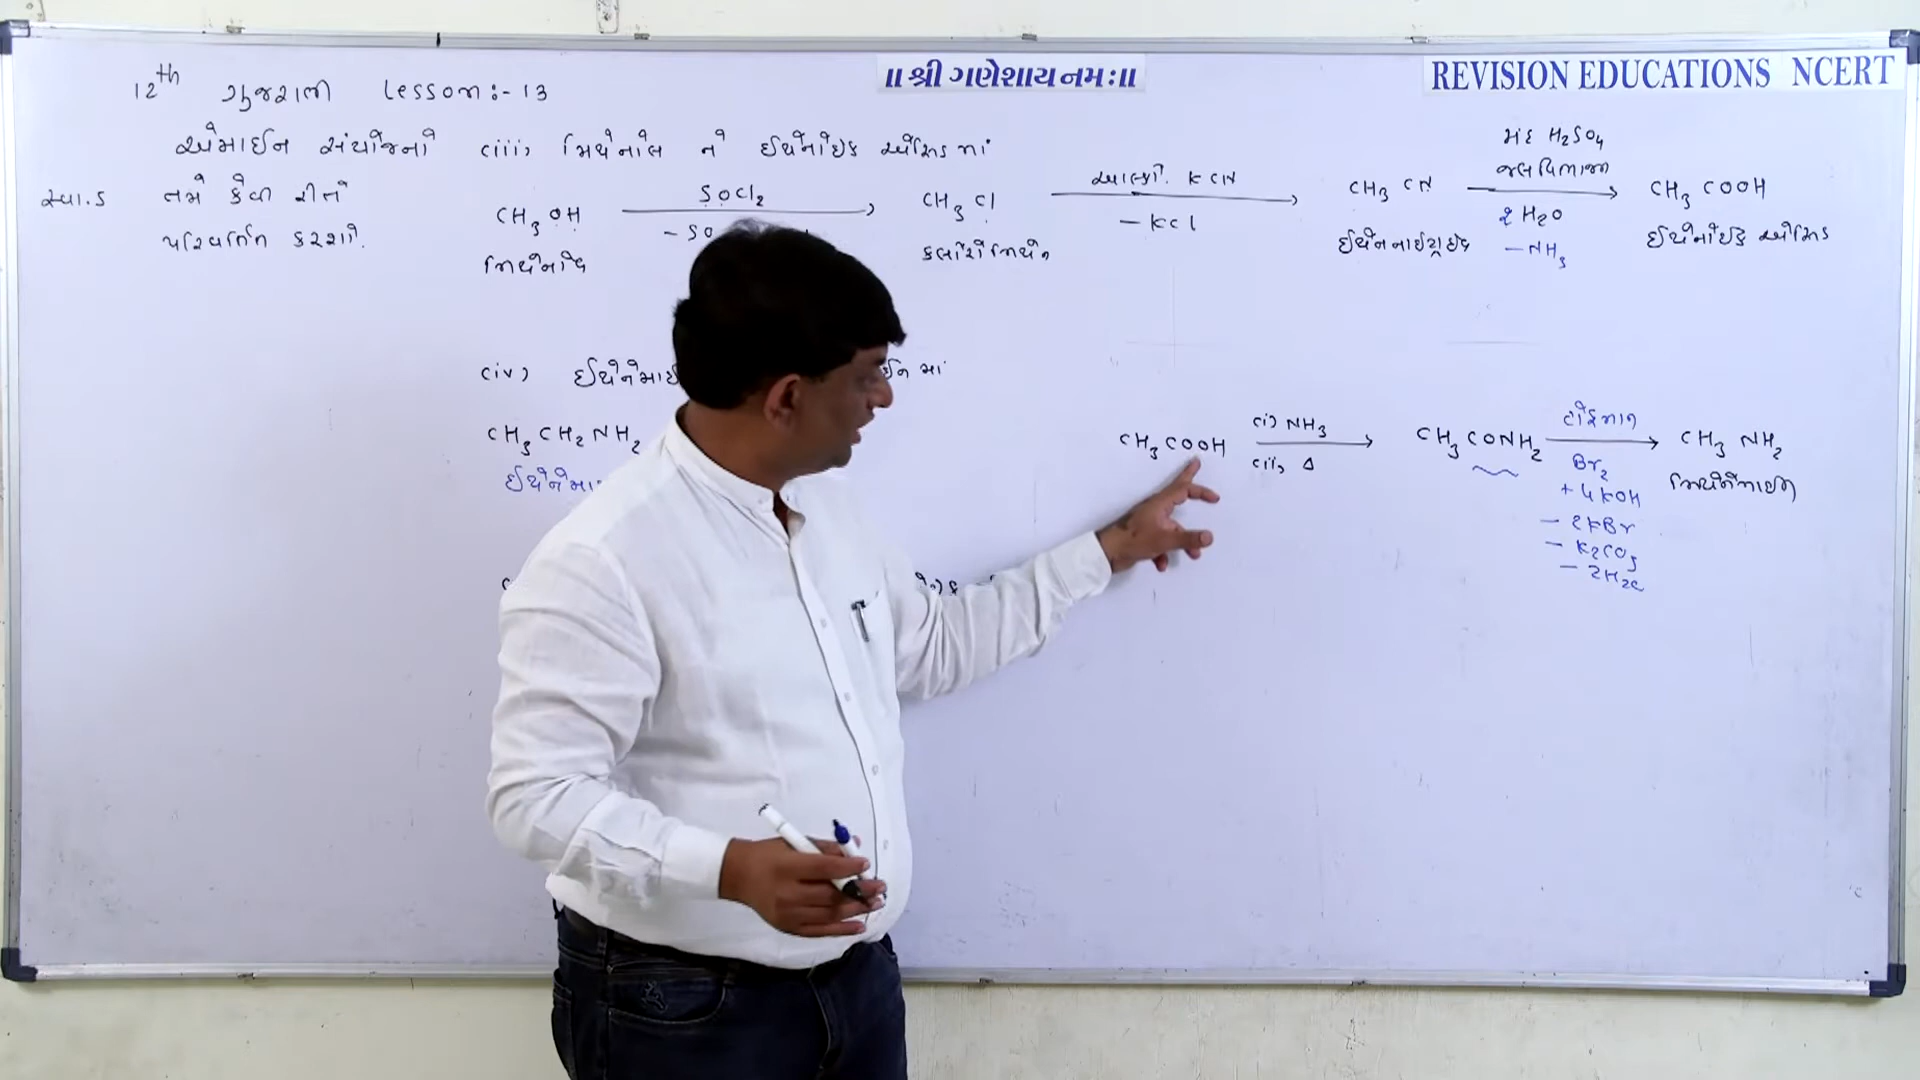 ॥ શ્રી ગણેશાય નમઃ॥
REVISION EDUCATIONS NCERT
12th ગુજરાતી Lesson:- 13
એમાઈન સંયોજનો
સ્વા.5 તમે કેવી રીતે
પરિવર્તન કરશો.
(iii) મિથેનોલ ને ઈથેનોઈક એસિડ માં
CH3OH SOCl2 CH3Cl આલ્કો. KCN CH3CN મંદ H2SO4 જલવિભાજન CH3COOH
- KCl 2H2O
- NH3
મિથેનોલ ક્લોરોમિથેન ઈથેનનાઈટ્રાઈલ ઈથેનોઈક એસિડ
(iv)
CH3CH2NH2 CH3COOH (i) NH3 (ii) Δ CH3CONH2 હોફમાન CH3NH2
Br2
+ 4KOH
- 2KBr
- K2CO3
મિથેનેમાઈન